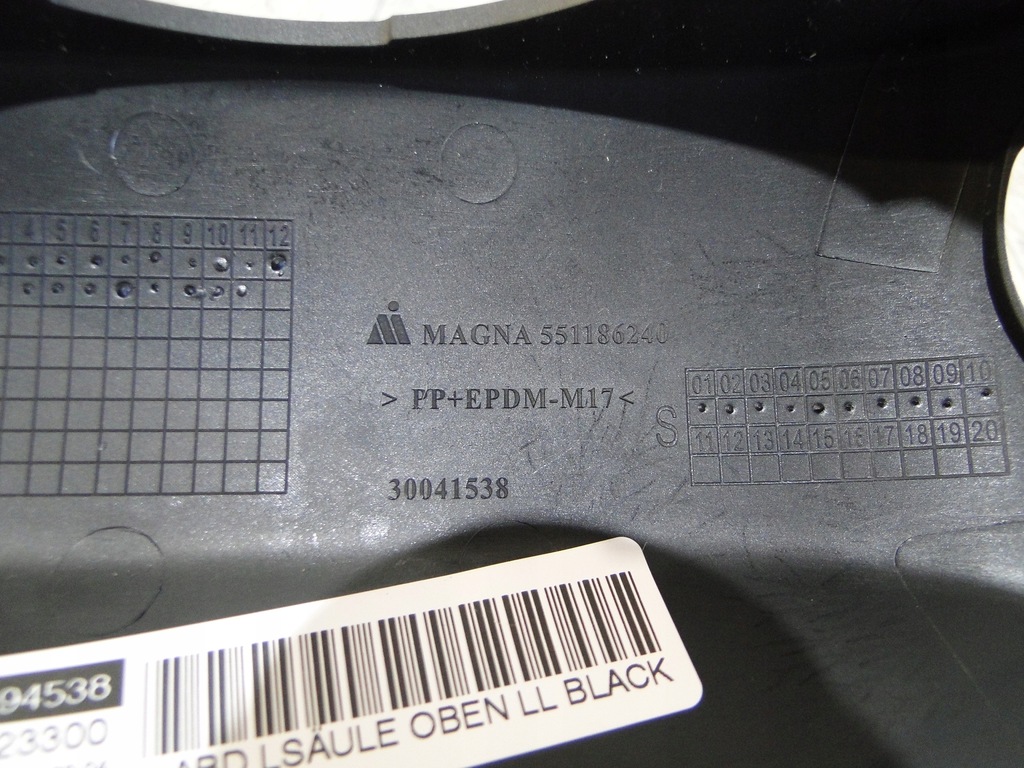 4 5 6 7 8 9 10 11 12
MAGNA 551186240
> PP+EPDM-M17<
S
01 02 03 04 05 06 07 08 09 10
11 12 13 14 15 16 17 18 19 20
30041538
94538
23300
ABD LSAULE OBEN LL BLACK